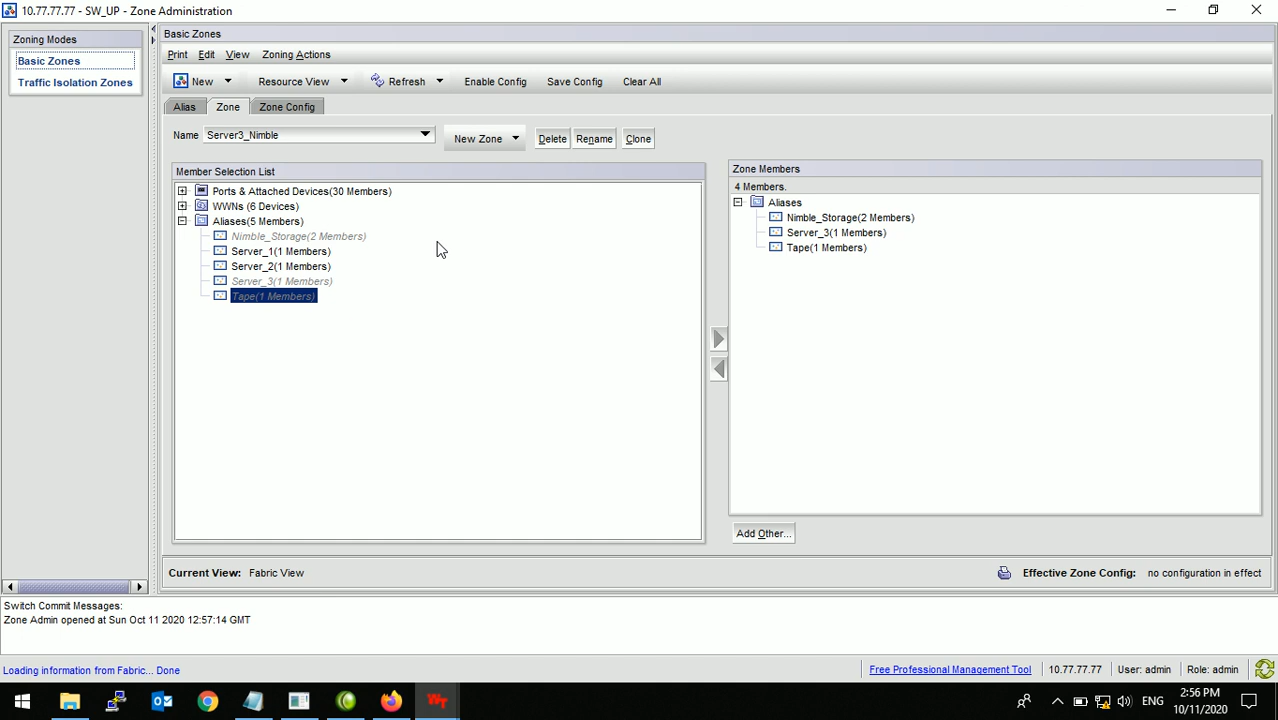 10.77.77.77 - SW_UP - Zone Administration
Zoning Modes
Basic Zones
Traffic Isolation Zones
Basic Zones
Print Edit View Zoning Actions
New Resource View Refresh Enable Config Save Config Clear All
Alias Zone Zone Config
Name Server3_Nimble New Zone Delete Rename Clone
Member Selection List
Ports & Attached Devices(30 Members)
WWNs (6 Devices)
Aliases(5 Members)
Nimble_Storage(2 Members)
Server_1(1 Members)
Server_2(1 Members)
Server_3(1 Members)
Tape(1 Members)
Zone Members
4 Members.
Aliases
Nimble_Storage(2 Members)
Server_3(1 Members)
Tape(1 Members)
Add Other...
Current View: Fabric View Effective Zone Config: no configuration in effect
Switch Commit Messages:
Zone Admin opened at Sun Oct 11 2020 12:57:14 GMT
Loading information from Fabric... Done Free Professional Management Tool 10.77.77.77 User: admin Role: admin
WT
ENG
2:56 PM
10/11/2020